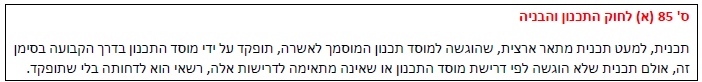 ס' 85 (א) לחוק התכנון והבניה
תכנית, למעט תכנית מתאר ארצית, שהוגשה למוסד תכנון המוסמך לאשרה, תופקד על ידי מוסד התכנון בדרך הקבועה בסימן
זה, אולם תכנית שלא הוגשה לפי דרישת מוסד התכנון או שאינה מתאימה לדרישות אלה, רשאי הוא לדחותה בלי שתופקד.